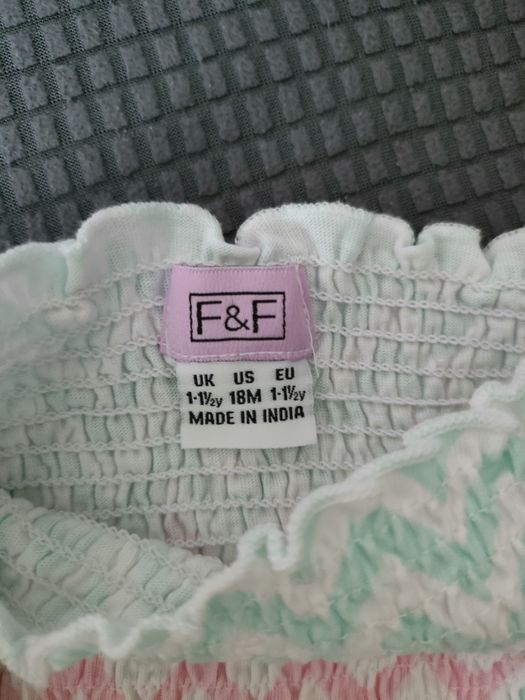 F&F
UK US EU
1-1½y 18M 1-1½y
MADE IN INDIA